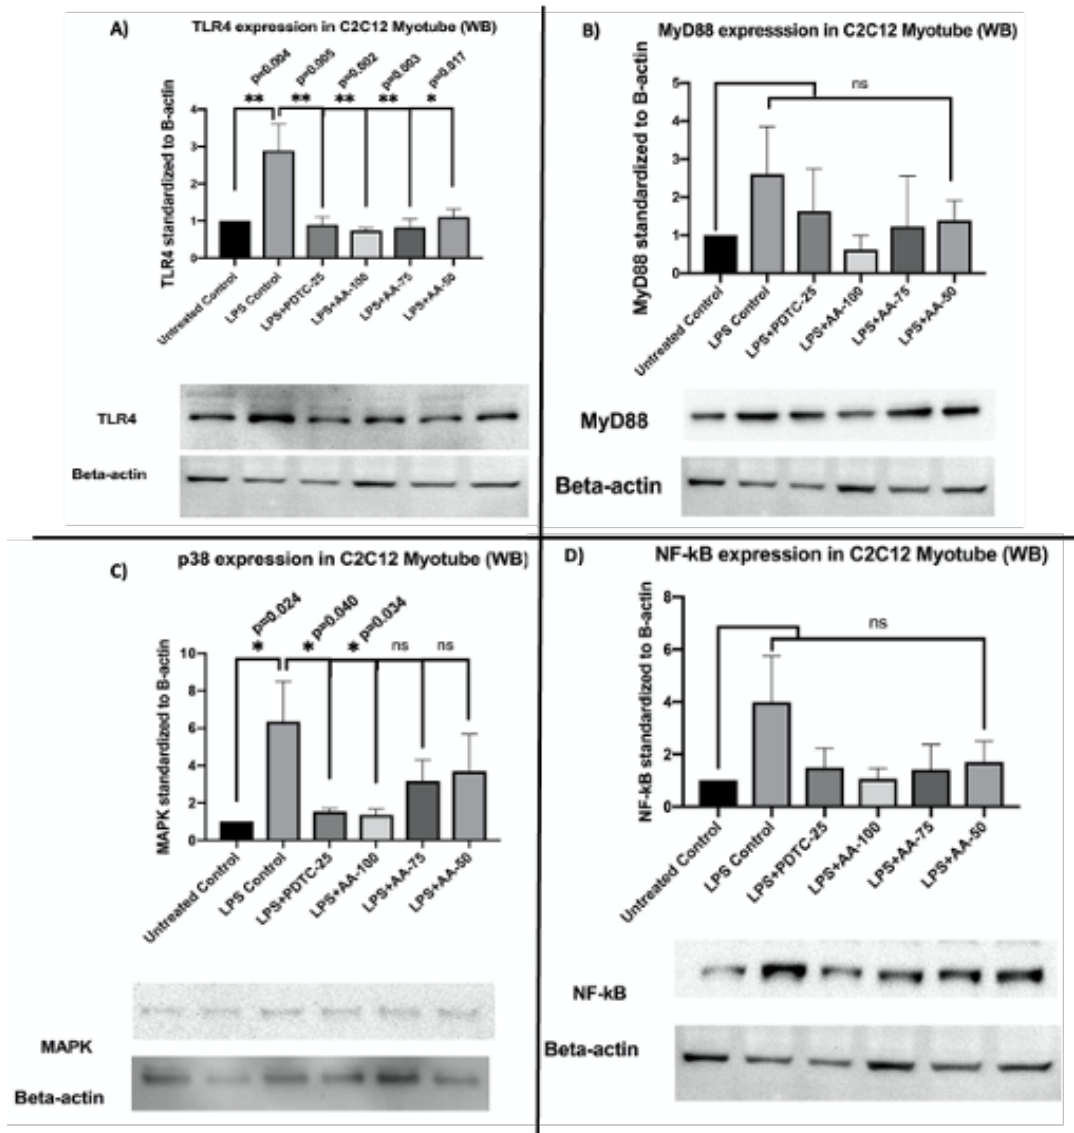 A)
TLR4 expression in C2C12 Myotube (WB)
p=0.004
p=0.005
p=0.002
p=0.003
p=0.017
**
**
**
**
*
TLR4 standardized to B-actin
4
3
2
1
0
Untreated Control
LPS Control
LPS+PDTC-25
LPS+AA-100
LPS+AA-75
LPS+AA-50
TLR4
Beta-actin
B)
MyD88 expresssion in C2C12 Myotube (WB)
ns
MyD88 standardized to B-actin
5
4
3
2
1
0
Untreated Control
LPS Control
LPS+PDTC-25
LPS+AA-100
LPS+AA-75
LPS+AA-50
MyD88
Beta-actin
C)
p38 expression in C2C12 Myotube (WB)
p=0.024
p=0.040
p=0.034
*
*
*
ns
ns
MAPK standardized to B-actin
10
8
6
4
2
0
Untreated Control
LPS Control
LPS+PDTC-25
LPS+AA-100
LPS+AA-75
LPS+AA-50
MAPK
Beta-actin
D)
NF-kB expression in C2C12 Myotube (WB)
ns
NF-kB standardized to B-actin
8
6
4
2
0
Untreated Control
LPS Control
LPS+PDTC-25
LPS+AA-100
LPS+AA-75
LPS+AA-50
NF-kB
Beta-actin